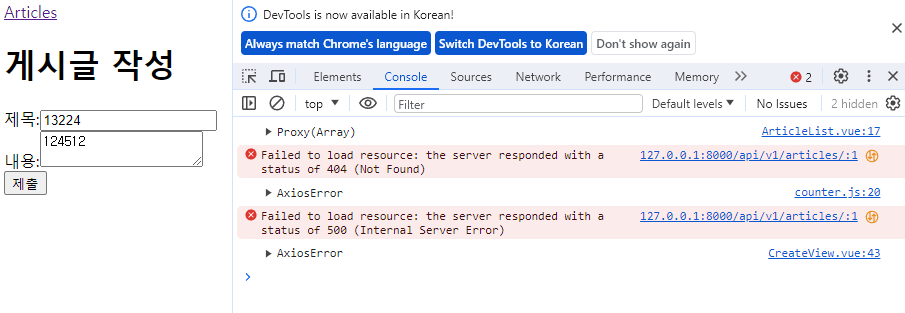 Articles
게시글 작성
제목:13224
124512
내용:
제출
DevTools is now available in Korean!
Always match Chrome's language Switch DevTools to Korean Don't show again
Elements Console Sources Network Performance Memory 2
top Filter Default levels No Issues 2 hidden
Proxy(Array) ArticleList.vue:17
Failed to load resource: the server responded with a 127.0.0.1:8000/api/v1/articles/:1
status of 404 (Not Found)
AxiosError counter.js:20
Failed to load resource: the server responded with a 127.0.0.1:8000/api/v1/articles/:1
status of 500 (Internal Server Error)
AxiosError CreateView.vue:43